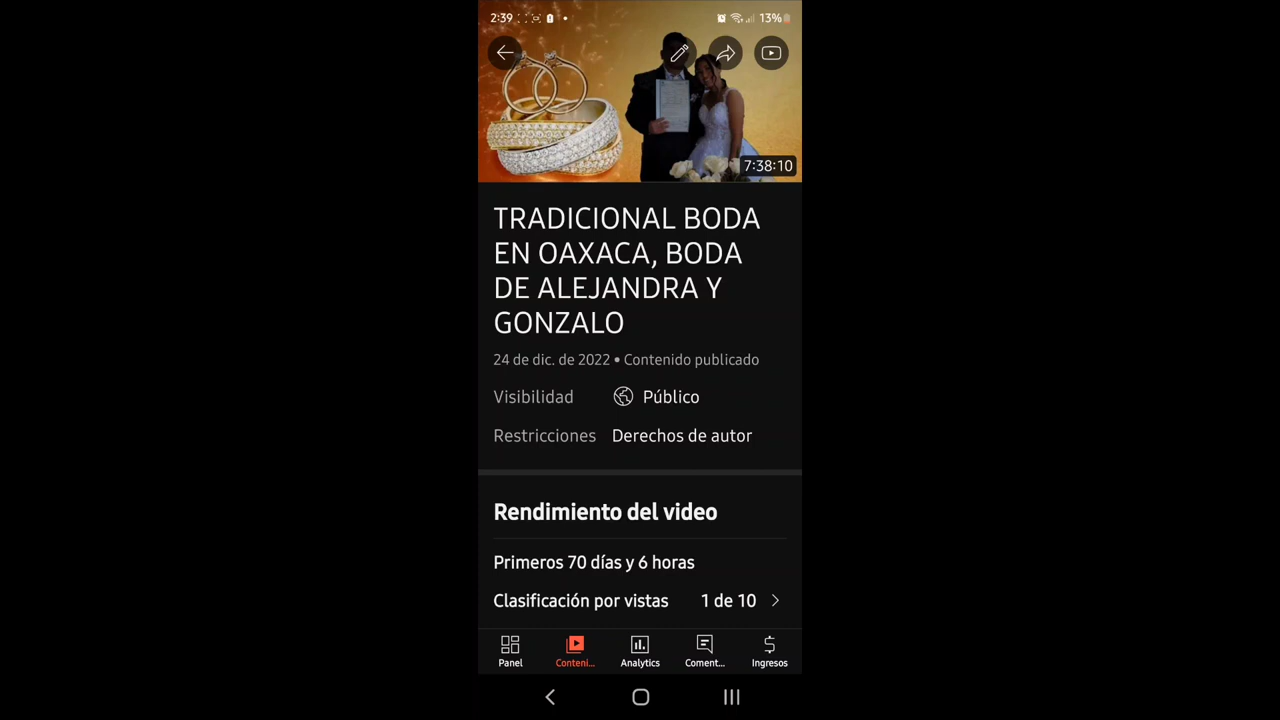 2:39
13%
7:38:10
TRADICIONAL BODA
EN OAXACA, BODA
DE ALEJANDRA Y
GONZALO
24 de dic. de 2022 • Contenido publicado
Visibilidad Público
Restricciones Derechos de autor
Rendimiento del video
Primeros 70 días y 6 horas
Clasificación por vistas 1 de 10
Panel Conteni... Analytics Coment... Ingresos